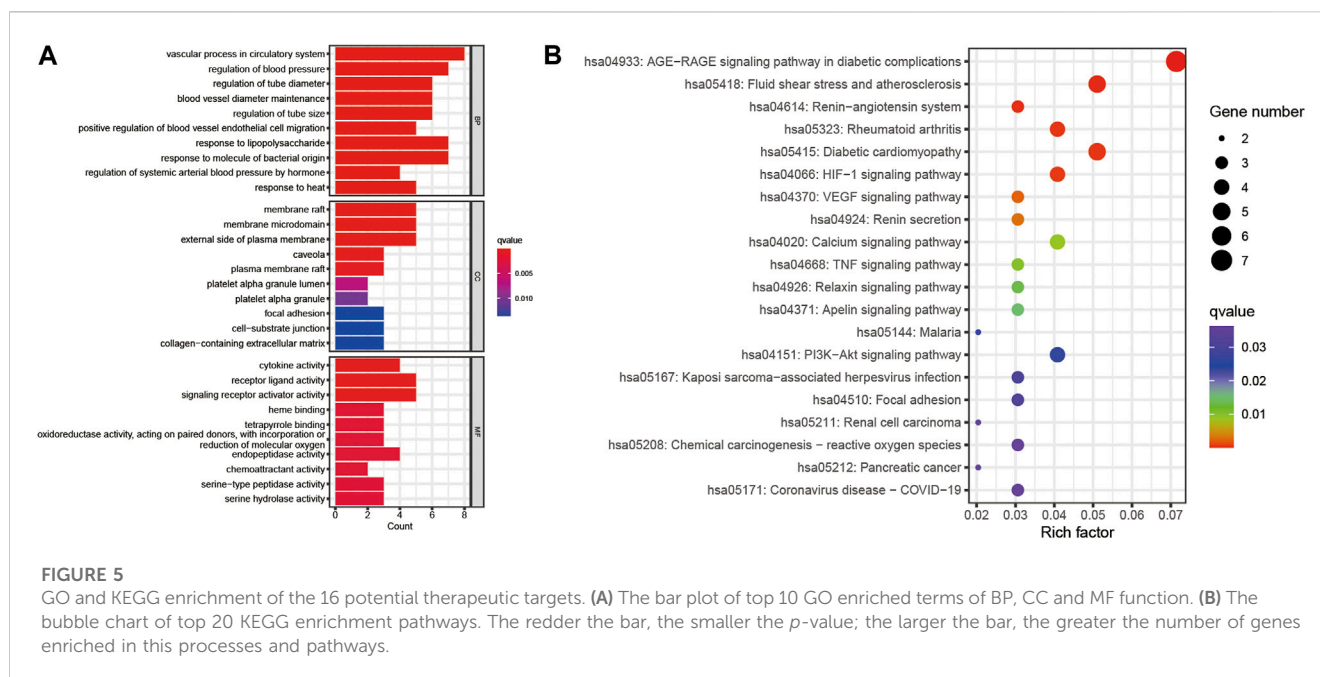 A
vascular process in circulatory system
regulation of blood pressure
regulation of tube diameter
blood vessel diameter maintenance
regulation of tube size
positive regulation of blood vessel endothelial cell migration
response to lipopolysaccharide
response to molecule of bacterial origin
regulation of systemic arterial blood pressure by hormone
response to heat
BP
membrane raft
membrane microdomain
external side of plasma membrane
caveola
plasma membrane raft
platelet alpha granule lumen
platelet alpha granule
focal adhesion
cell-substrate junction
collagen-containing extracellular matrix
CC
cytokine activity
receptor ligand activity
signaling receptor activator activity
heme binding
tetrapyrrole binding
oxidoreductase activity, acting on paired donors, with incorporation or
reduction of molecular oxygen
endopeptidase activity
chemoattractant activity
serine-type peptidase activity
serine hydrolase activity
MF
0 2 4 6 8
Count
qvalue
0.005
0.010
B
hsa04933: AGE-RAGE signaling pathway in diabetic complications
hsa05418: Fluid shear stress and atherosclerosis
hsa04614: Renin-angiotensin system
hsa05323: Rheumatoid arthritis
hsa05415: Diabetic cardiomyopathy
hsa04066: HIF-1 signaling pathway
hsa04370: VEGF signaling pathway
hsa04924: Renin secretion
hsa04020: Calcium signaling pathway
hsa04668: TNF signaling pathway
hsa04926: Relaxin signaling pathway
hsa04371: Apelin signaling pathway
hsa05144: Malaria
hsa04151: PI3K-Akt signaling pathway
hsa05167: Kaposi sarcoma-associated herpesvirus infection
hsa04510: Focal adhesion
hsa05211: Renal cell carcinoma
hsa05208: Chemical carcinogenesis - reactive oxygen species
hsa05212: Pancreatic cancer
hsa05171: Coronavirus disease - COVID-19
0.02 0.03 0.04 0.05 0.06 0.07
Rich factor
Gene number
2
3
4
5
6
7
qvalue
0.03
0.02
0.01
FIGURE 5
GO and KEGG enrichment of the 16 potential therapeutic targets. (A) The bar plot of top 10 GO enriched terms of BP, CC and MF function. (B) The
bubble chart of top 20 KEGG enrichment pathways. The redder the bar, the smaller the p-value; the larger the bar, the greater the number of genes
enriched in this processes and pathways.